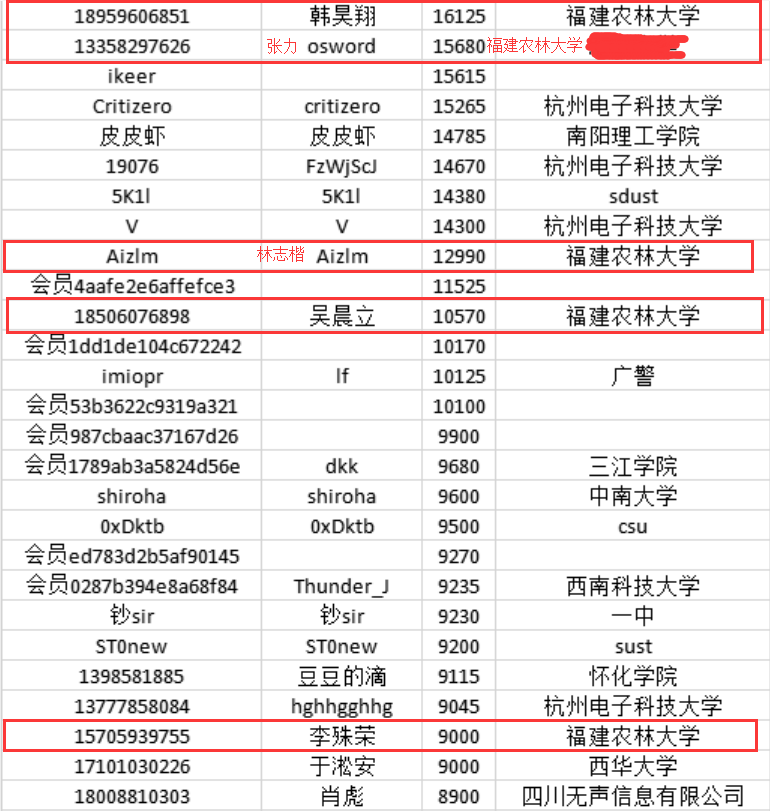 18959606851 韩昊翔 16125 福建农林大学
13358297626 张力 osword 15680 福建农林大学
ikeer 15615
Critizero critizero 15265 杭州电子科技大学
皮皮虾 皮皮虾 14785 南阳理工学院
19076 FzWjScJ 14670 杭州电子科技大学
5K1l 5K1l 14380 sdust
V V 14300 杭州电子科技大学
Aizlm 林志楷 Aizlm 12990 福建农林大学
会员4aafe2e6affefce3 11525
18506076898 吴晨立 10570 福建农林大学
会员1dd1de104c672242 10170
imiopr lf 10125 广警
会员53b3622c9319a321 10100
会员987cbaac37167d26 9900
会员1789ab3a5824d56e dkk 9680 三江学院
shiroha shiroha 9600 中南大学
0xDktb 0xDktb 9500 csu
会员ed783d2b5af90145 9270
会员0287b394e8a68f84 Thunder_J 9235 西南科技大学
钞sir 钞sir 9230 一中
ST0new ST0new 9200 sust
1398581885 豆豆的滴 9115 怀化学院
13777858084 hghhgghhg 9045 杭州电子科技大学
15705939755 李殊荣 9000 福建农林大学
17101030226 于淞安 9000 西华大学
18008810303 肖彪 8900 四川无声信息有限公司